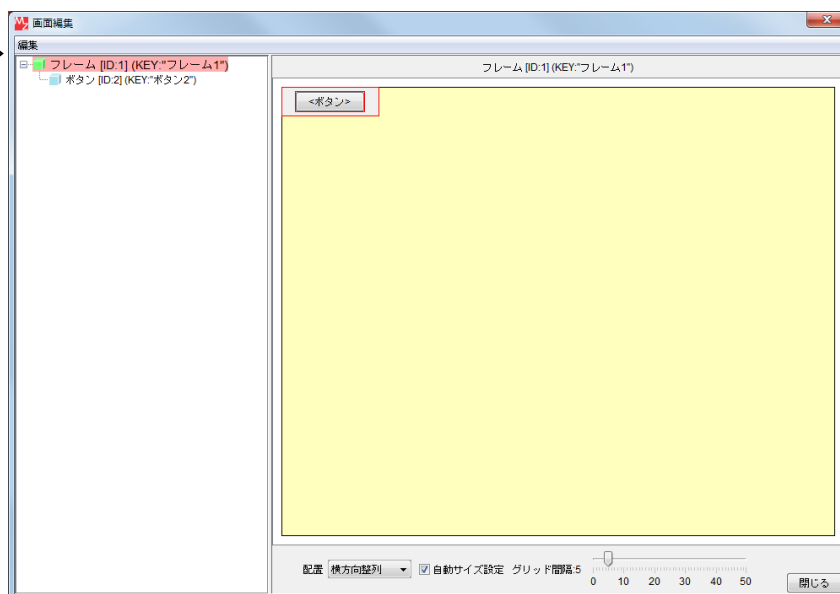 画面編集
編集
フレーム [ID:1] (KEY:"フレーム1")
ボタン [ID:2] (KEY:"ボタン2")
フレーム [ID:1] (KEY:"フレーム1")
<ボタン>
配置 横方向整列 自動サイズ設定 グリッド間隔:5
0 10 20 30 40 50
閉じる